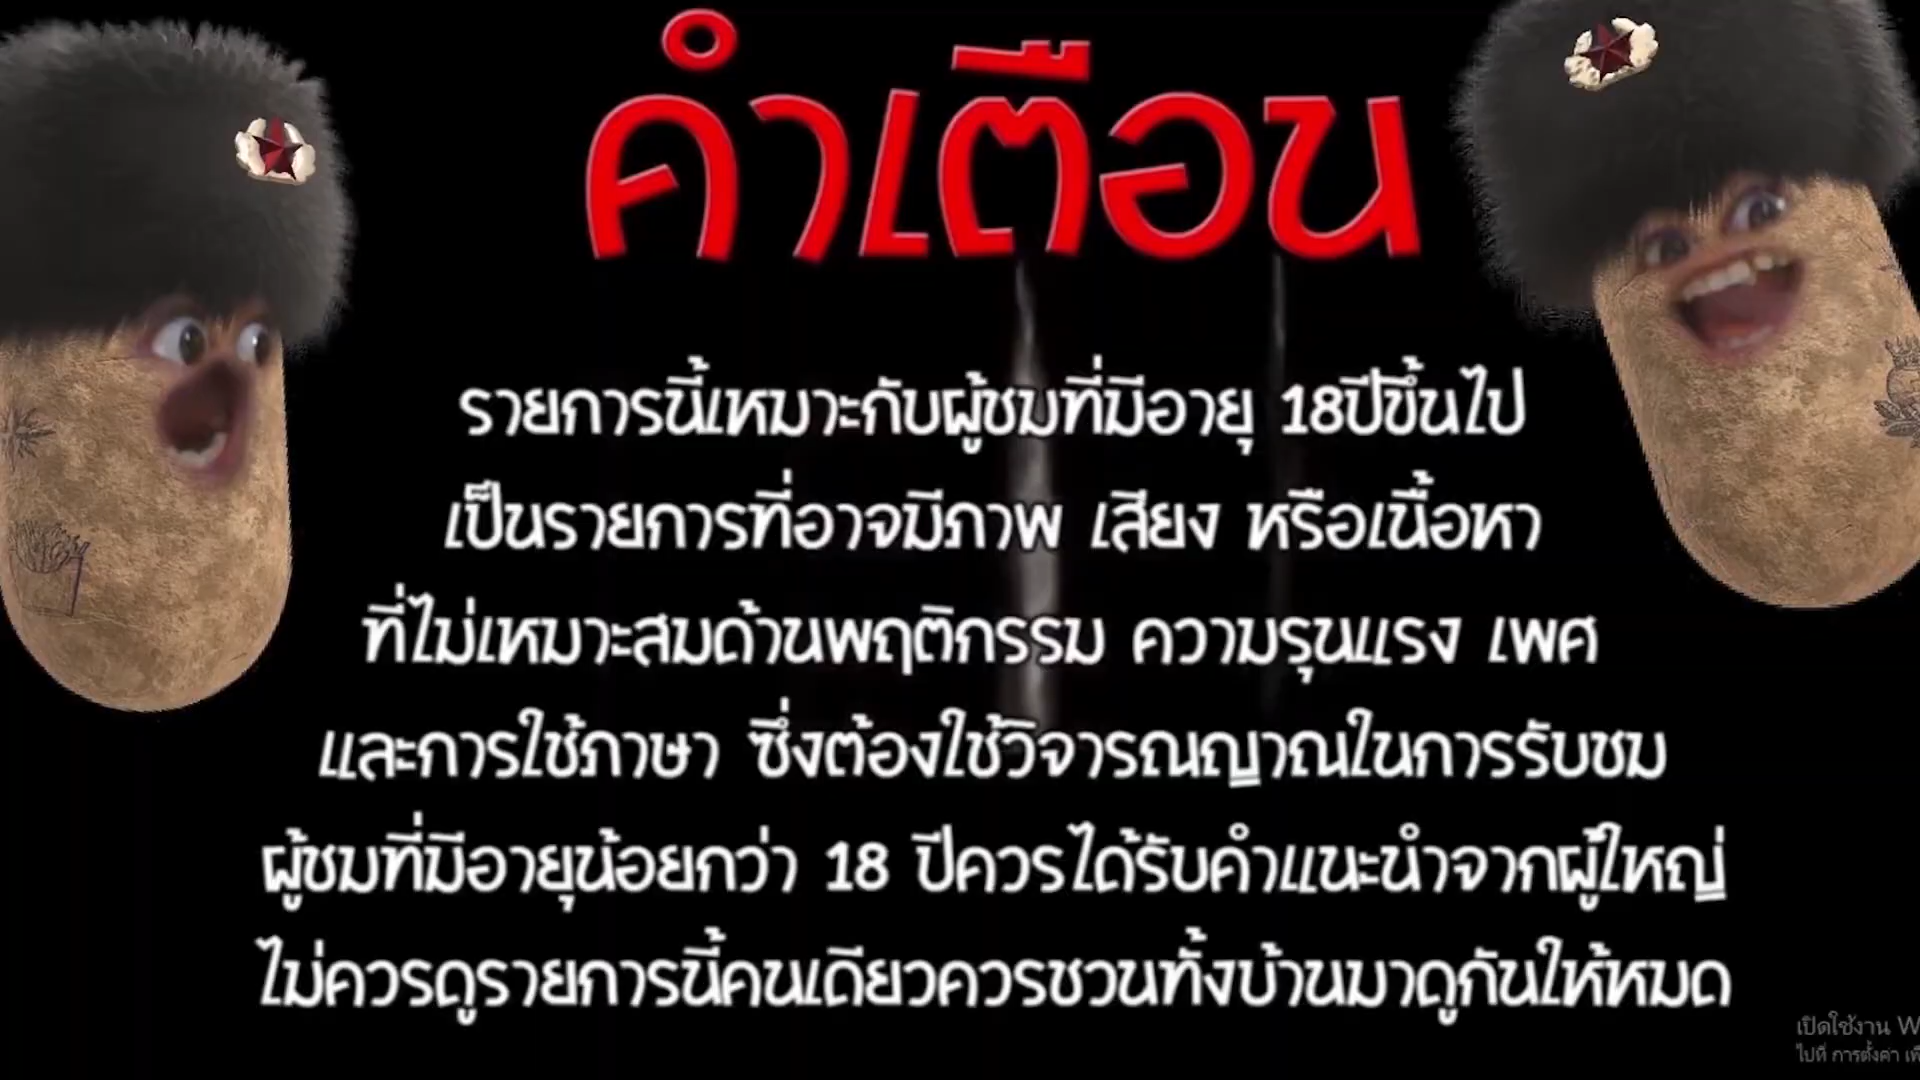 คำเตือน
รายการนี้เหมาะกับผู้ชมที่มีอายุ 18ปีขึ้นไป
เป็นรายการที่อาจมีภาพ เสียง หรือเนื้อหา
ที่ไม่เหมาะสมด้านพฤติกรรม ความรุนแรง เพศ
และการใช้ภาษา ซึ่งต้องใช้วิจารณญาณในการรับชม
ผู้ชมที่มีอายุน้อยกว่า 18 ปีควรได้รับคำแนะนำจากผู้ใหญ่
ไม่ควรดูรายการนี้คนเดียวควรชวนทั้งบ้านมาดูกันให้หมด
เปิดใช้งาน W
ไปที่ การตั้งค่า